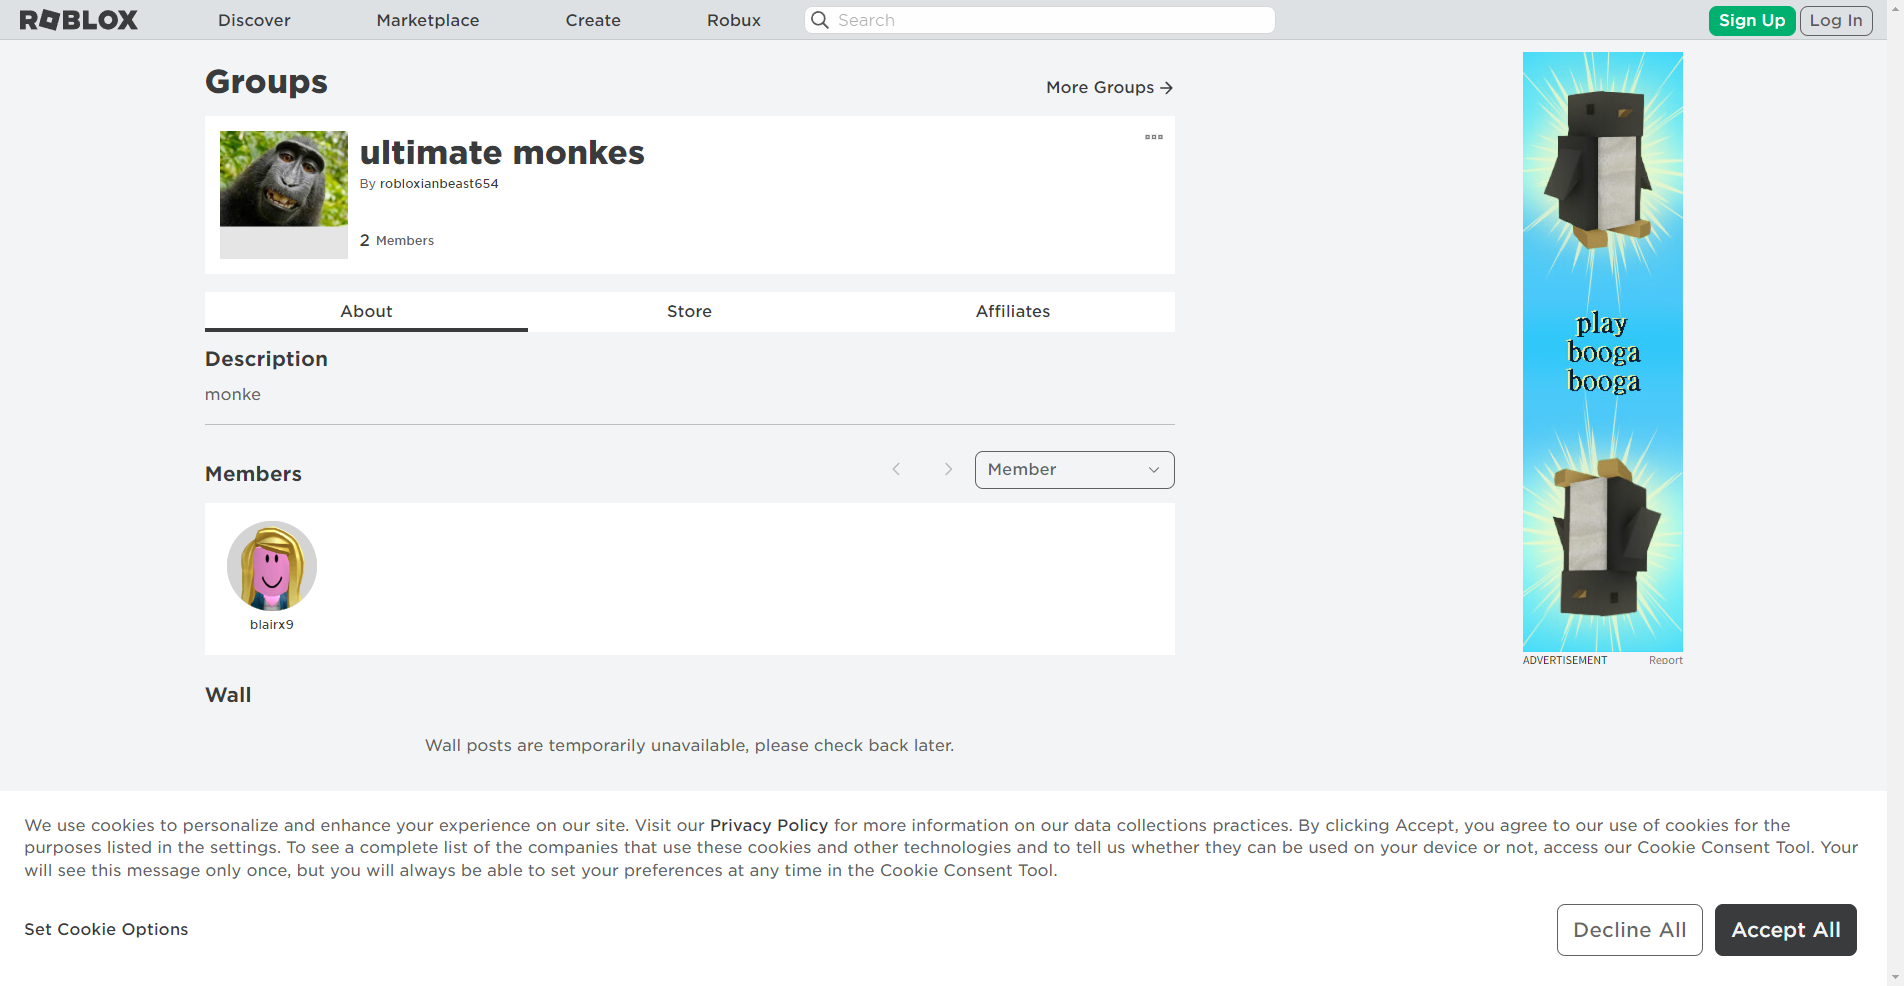 ROBLOX
Discover
Marketplace
Create
Robux
Search
Sign Up
Log In
Groups
More Groups
ultimate monkes
By robloxianbeast654
2 Members
About
Store
Affiliates
Description
monke
Members
Member
blairx9
Wall
Wall posts are temporarily unavailable, please check back later.
play
booga
booga
ADVERTISEMENT
Report
We use cookies to personalize and enhance your experience on our site. Visit our Privacy Policy for more information on our data collections practices. By clicking Accept, you agree to our use of cookies for the
purposes listed in the settings. To see a complete list of the companies that use these cookies and other technologies and to tell us whether they can be used on your device or not, access our Cookie Consent Tool. Your
will see this message only once, but you will always be able to set your preferences at any time in the Cookie Consent Tool.
Set Cookie Options
Decline All
Accept All